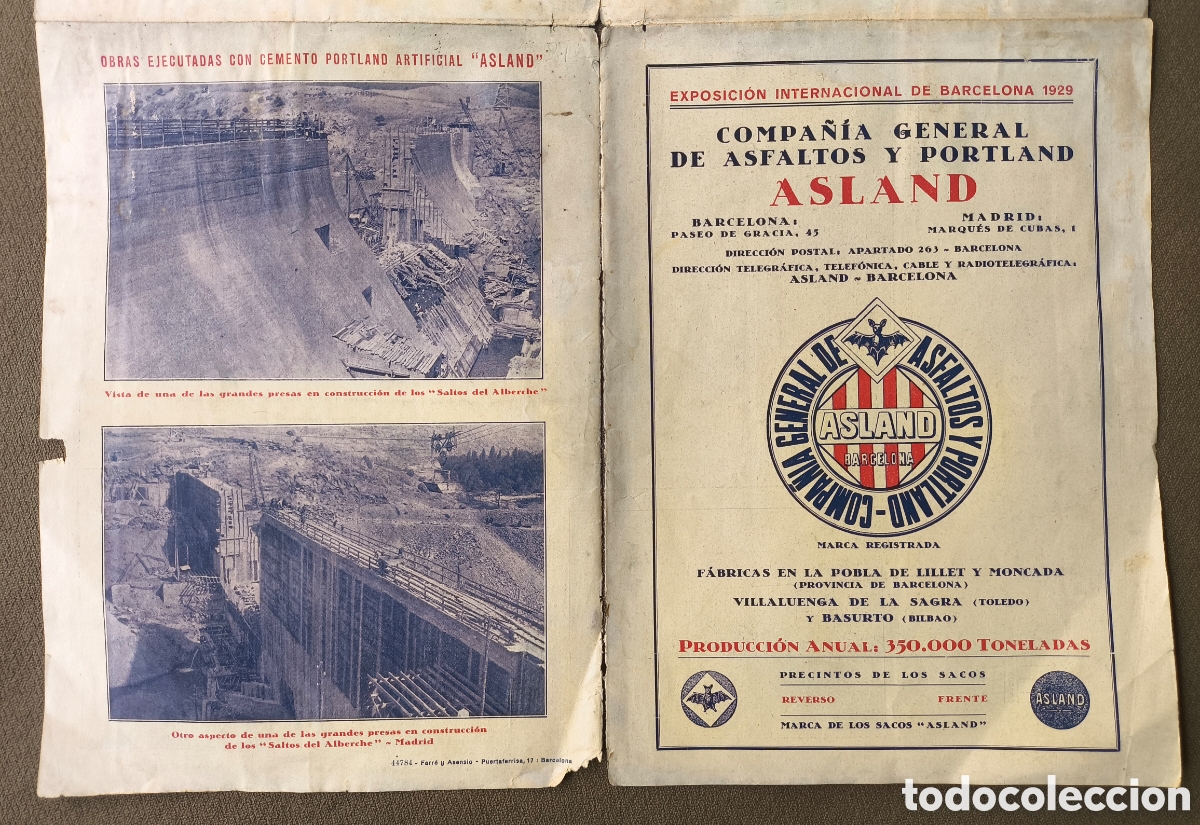 OBRAS EJECUTADAS CON CEMENTO PORTLAND ARTIFICIAL "ASLAND"
Vista de una de las grandes presas en construcción de los "Saltos del Alberche"
Otro aspecto de una de las grandes presas en construcción
de los "Saltos del Alberche" ~ Madrid
44784 - Farré y Asensio - Puertaferrisa, 17 : Barcelona
EXPOSICIÓN INTERNACIONAL DE BARCELONA 1929
COMPAÑÍA GENERAL
DE ASFALTOS Y PORTLAND
ASLAND
BARCELONA:
PASEO DE GRACIA, 45
MADRID:
MARQUÉS DE CUBAS, 1
DIRECCIÓN POSTAL: APARTADO 263 - BARCELONA
DIRECCIÓN TELEGRÁFICA, TELEFÓNICA, CABLE Y RADIOTELEGRÁFICA:
ASLAND ~ BARCELONA
COMPAÑÍA GENERAL DE ASFALTOS Y PORTLAND -
ASLAND
BARCELONA
MARCA REGISTRADA
FÁBRICAS EN LA POBLA DE LILLET Y MONCADA
(PROVINCIA DE BARCELONA)
VILLALUENGA DE LA SAGRA (TOLEDO)
Y BASURTO (BILBAO)
PRODUCCIÓN ANUAL: 350.000 TONELADAS
PRECINTOS DE LOS SACOS
REVERSO FRENTE
ASLAND
MARCA DE LOS SACOS "ASLAND"
todocoleccion